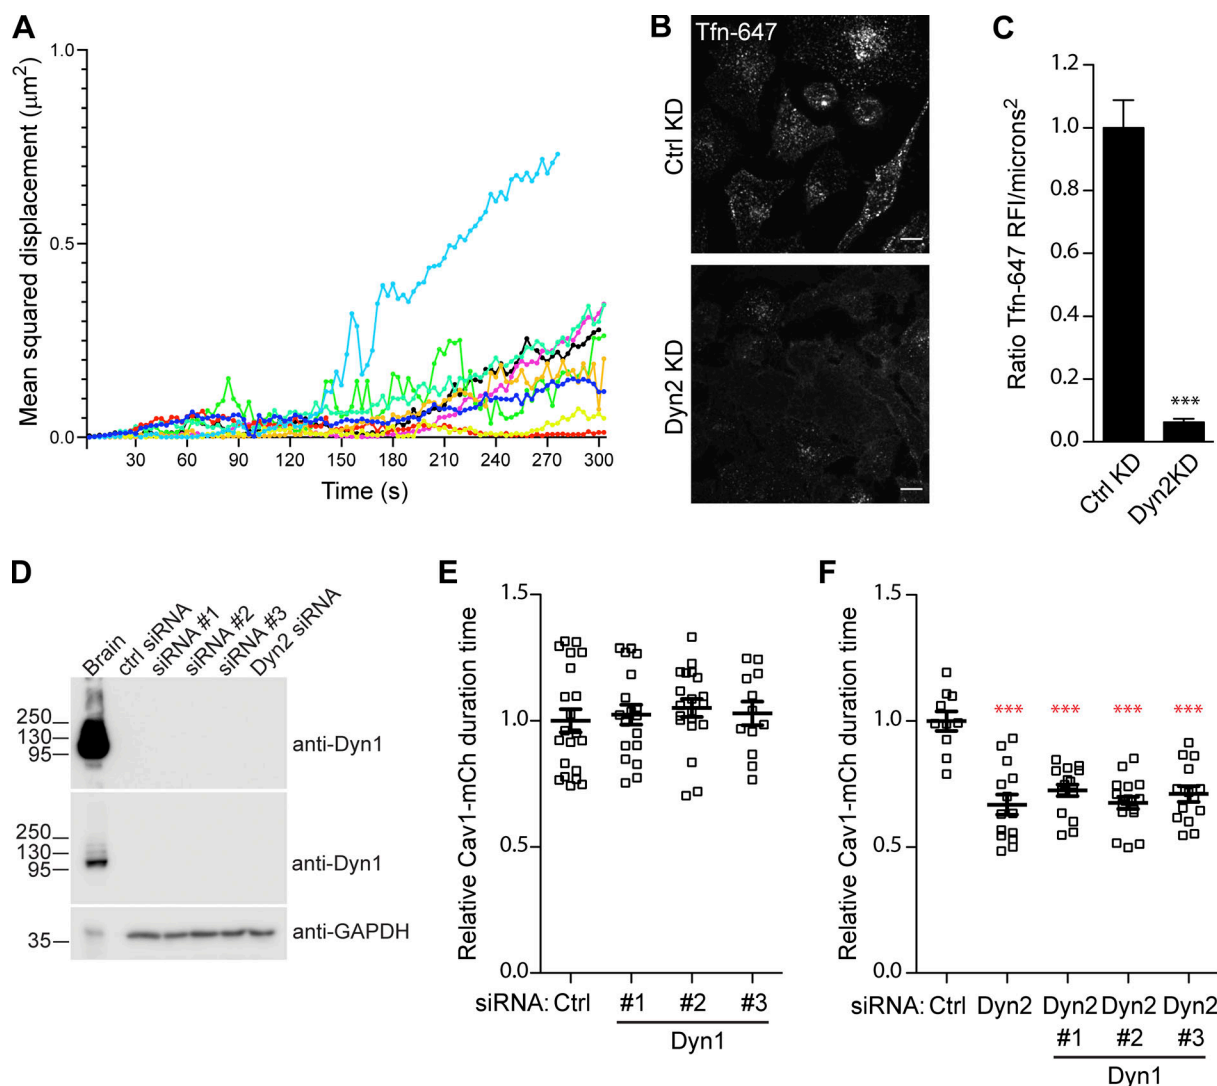 A
Mean squared displacement (μm²)
1.0
0.5
0.0
30 60 90 120 150 180 210 240 270 300
Time (s)
B
Tfn-647
Ctrl KD
Dyn2 KD
C
Ratio Tfn-647 RFI/microns²
1.2
1.0
0.8
0.6
0.4
0.2
0.0
***
Ctrl KD
Dyn2KD
D
Brain
ctrl siRNA
siRNA #1
siRNA #2
siRNA #3
Dyn2 siRNA
250
130
95
anti-Dyn1
250
130
95
anti-Dyn1
35
anti-GAPDH
E
Relative Cav1-mCh duration time
1.5
1.0
0.5
0.0
siRNA: Ctrl #1 #2 #3
Dyn1
F
Relative Cav1-mCh duration time
1.5
1.0
0.5
0.0
*** *** *** ***
siRNA: Ctrl Dyn2 Dyn2 Dyn2 Dyn2
#1 #2 #3
Dyn1